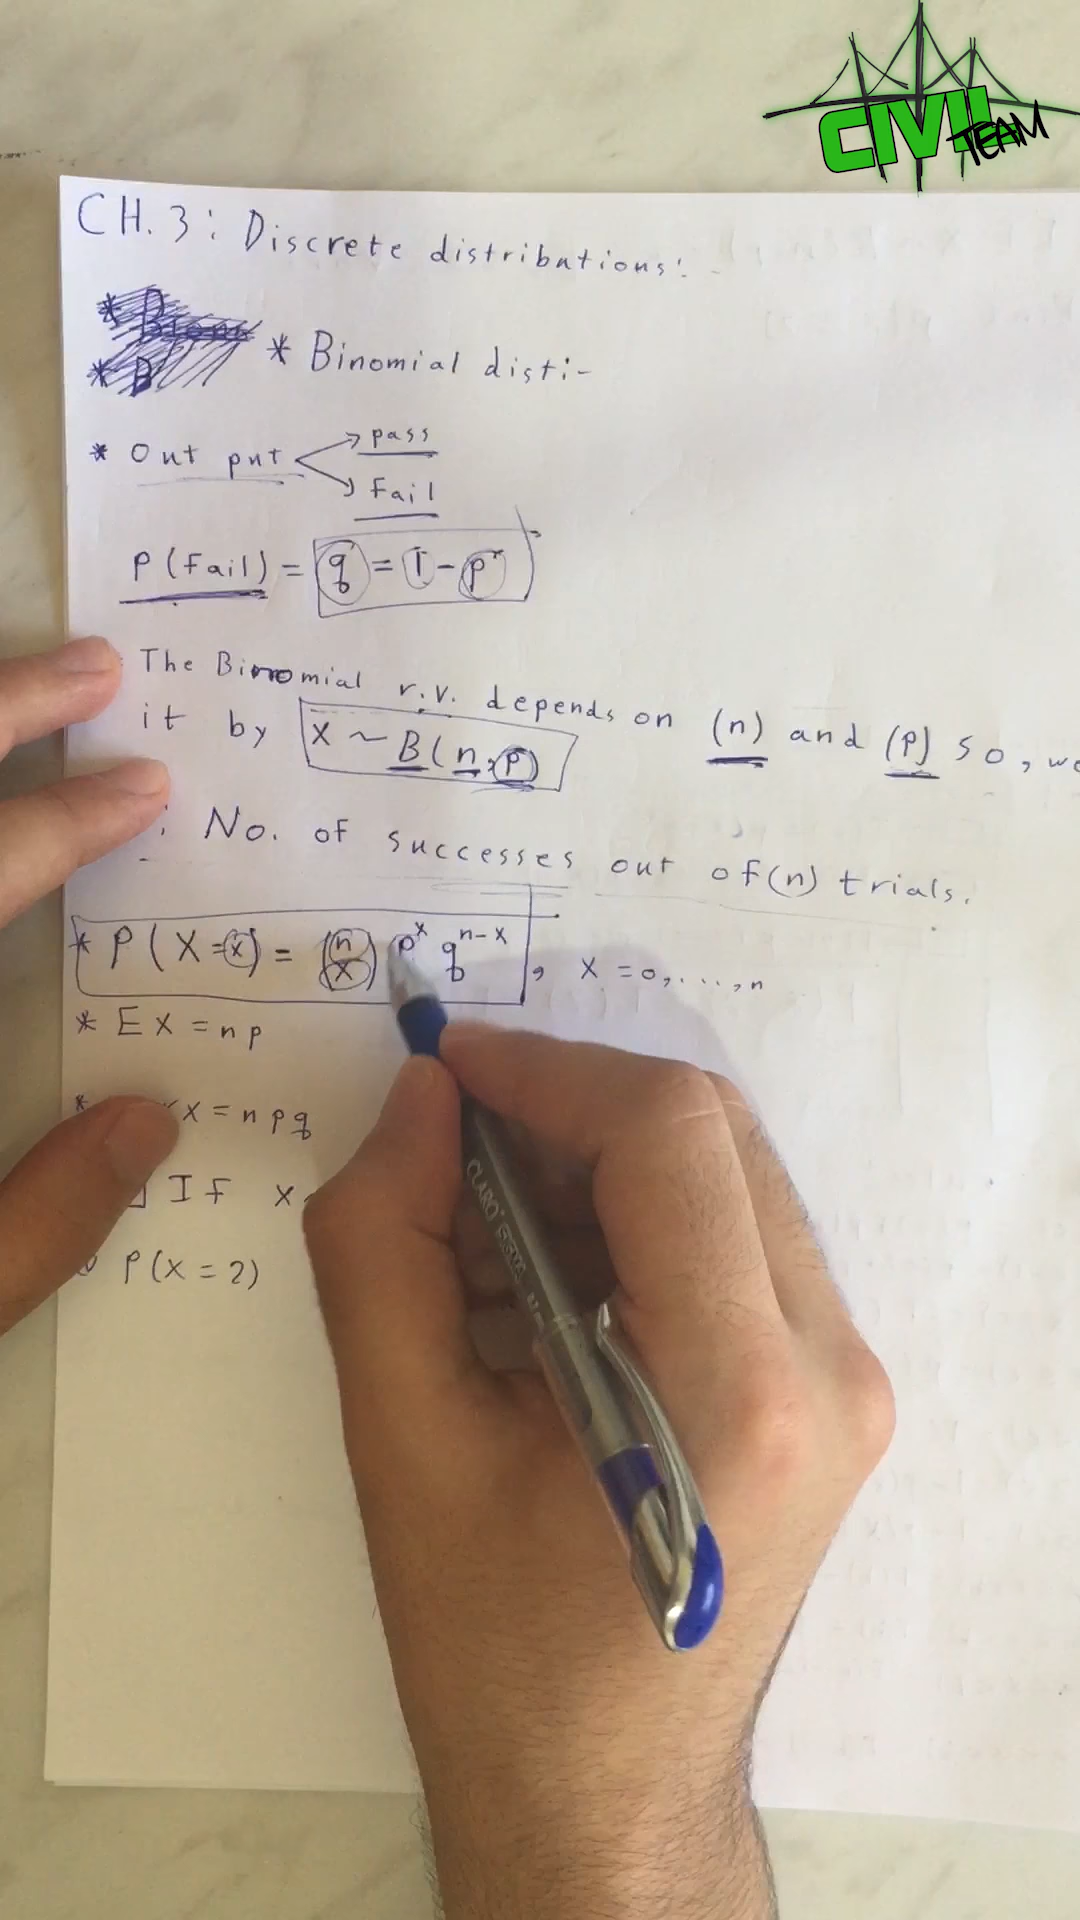 CIVIL
TEAM
CH. 3: Discrete distributions:-
* Binomial disti-
* Out put
pass
Fail
P(Fail) = q = 1 - p
The Binomial r.v. depends on (n) and (p) so, we
it by X ~ B(n, p)
: No. of successes out of (n) trials.
* P(X=x) = (n x) p^x q^n-x, x = 0, ..., n
* EX = np
* x = npq
If x
P(X = 2)
CLARO